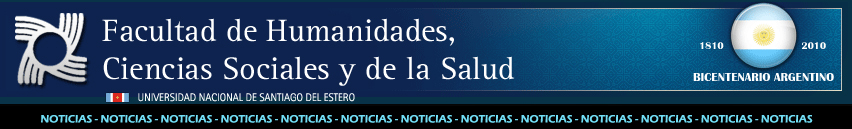 Facultad de Humanidades,
Ciencias Sociales y de la Salud
UNIVERSIDAD NACIONAL DE SANTIAGO DEL ESTERO
1810 2010
BICENTENARIO ARGENTINO
NOTICIAS - NOTICIAS - NOTICIAS - NOTICIAS - NOTICIAS - NOTICIAS - NOTICIAS - NOTICIAS - NOTICIAS - NOTICIAS - NOTICIAS - NOTICIAS - NOTICIAS